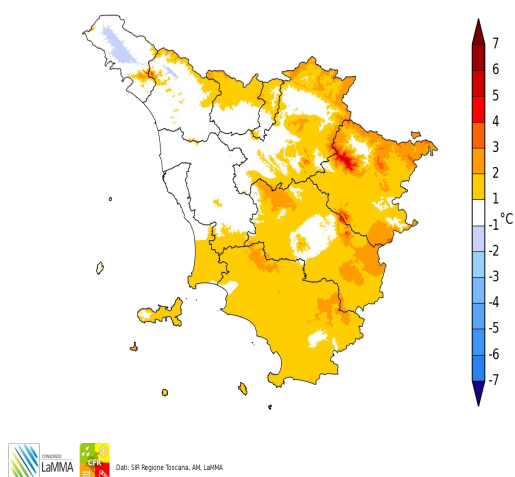 7
6
5
4
3
2
1
-1
-2
-3
-4
-5
-6
-7
°C
CONSORZIO
LaMMA
CFR
Dati: SIR Regione Toscana, AM, LaMMA